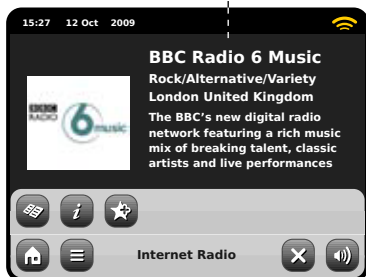 15:27 12 Oct 2009
BBC Radio 6 Music
Rock/Alternative/Variety
London United Kingdom
The BBC's new digital radio
network featuring a rich music
mix of breaking talent, classic
artists and live performances
BBC
RADIO
6
music
i
Internet Radio